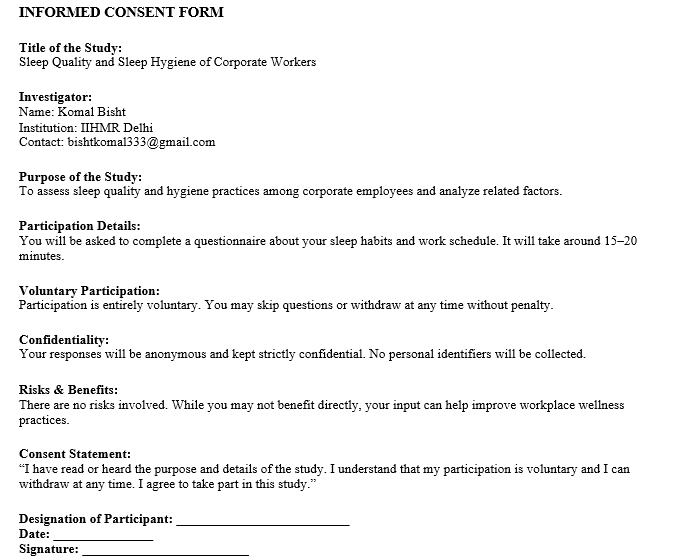 INFORMED CONSENT FORM
Title of the Study:
Sleep Quality and Sleep Hygiene of Corporate Workers
Investigator:
Name: Komal Bisht
Institution: IIHMR Delhi
Contact: bishtkomal333@gmail.com
Purpose of the Study:
To assess sleep quality and hygiene practices among corporate employees and analyze related factors.
Participation Details:
You will be asked to complete a questionnaire about your sleep habits and work schedule. It will take around 15–20
minutes.
Voluntary Participation:
Participation is entirely voluntary. You may skip questions or withdraw at any time without penalty.
Confidentiality:
Your responses will be anonymous and kept strictly confidential. No personal identifiers will be collected.
Risks & Benefits:
There are no risks involved. While you may not benefit directly, your input can help improve workplace wellness
practices.
Consent Statement:
“I have read or heard the purpose and details of the study. I understand that my participation is voluntary and I can
withdraw at any time. I agree to take part in this study.”
Designation of Participant: __________________________
Date: _______________
Signature: _________________________